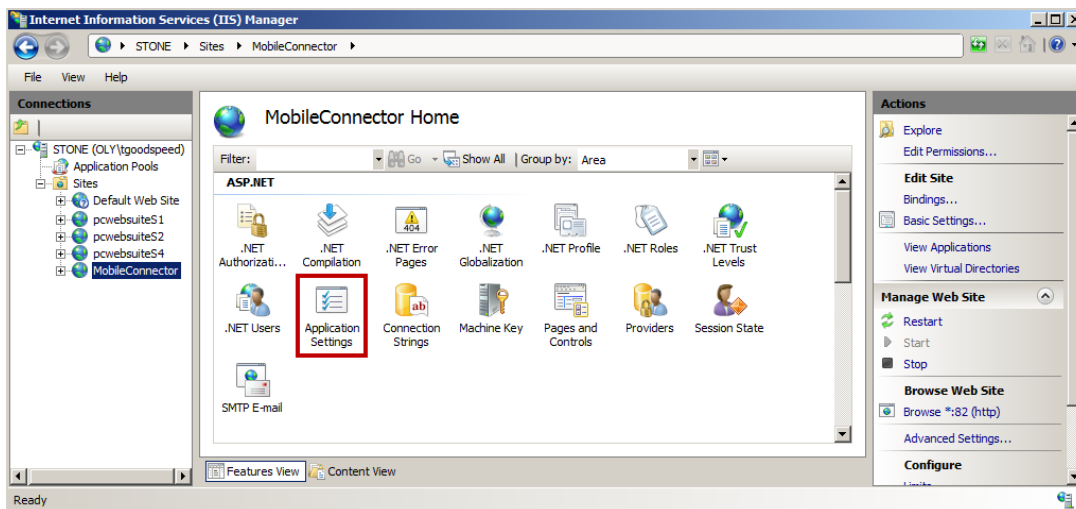 Internet Information Services (IIS) Manager
STONE Sites MobileConnector
File View Help
Connections
STONE (OLY\tgoodspeed)
Application Pools
Sites
Default Web Site
pcwebsuiteS1
pcwebsuiteS2
pcwebsuiteS4
MobileConnector
MobileConnector Home
Filter: Go Show All Group by: Area
ASP.NET
.NET Authorizati...
.NET Compilation
404
.NET Error Pages
.NET Globalization
.NET Profile
.NET Roles
.NET Trust Levels
.NET Users
Application Settings
ab
Connection Strings
Machine Key
Pages and Controls
Providers
Session State
SMTP E-mail
Features View Content View
Actions
Explore
Edit Permissions...
Edit Site
Bindings...
Basic Settings...
View Applications
View Virtual Directories
Manage Web Site
Restart
Start
Stop
Browse Web Site
Browse *:82 (http)
Advanced Settings...
Configure
Ready